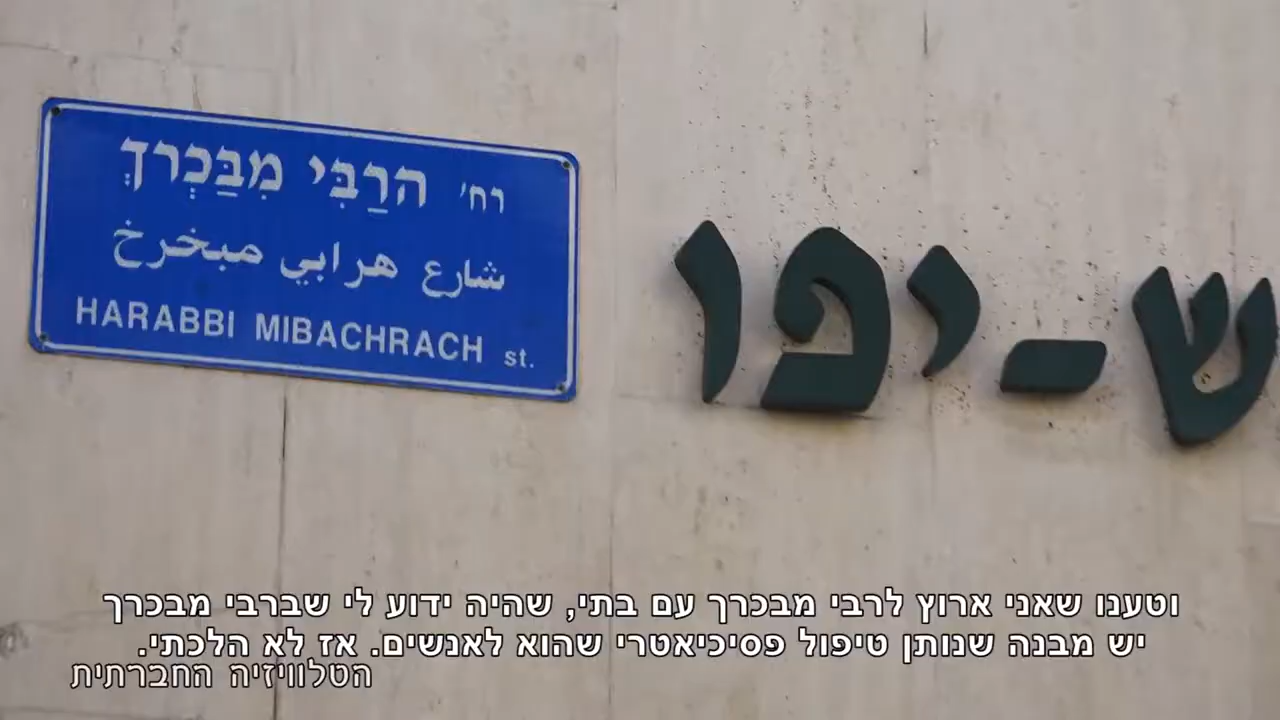 רח' הרַבִּי מִבַּכְרךְ
شارع هرابي مبخرخ
HARABBI MIBACHRACH st.
ש-יפו
וטענו שאני ארוץ לרבי מבכרך עם בתי, שהיה ידוע לי שברבי מבכרך
יש מבנה שנותן טיפול פסיכיאטרי שהוא לאנשים. אז לא הלכתי.
הטלוויזיה החברתית